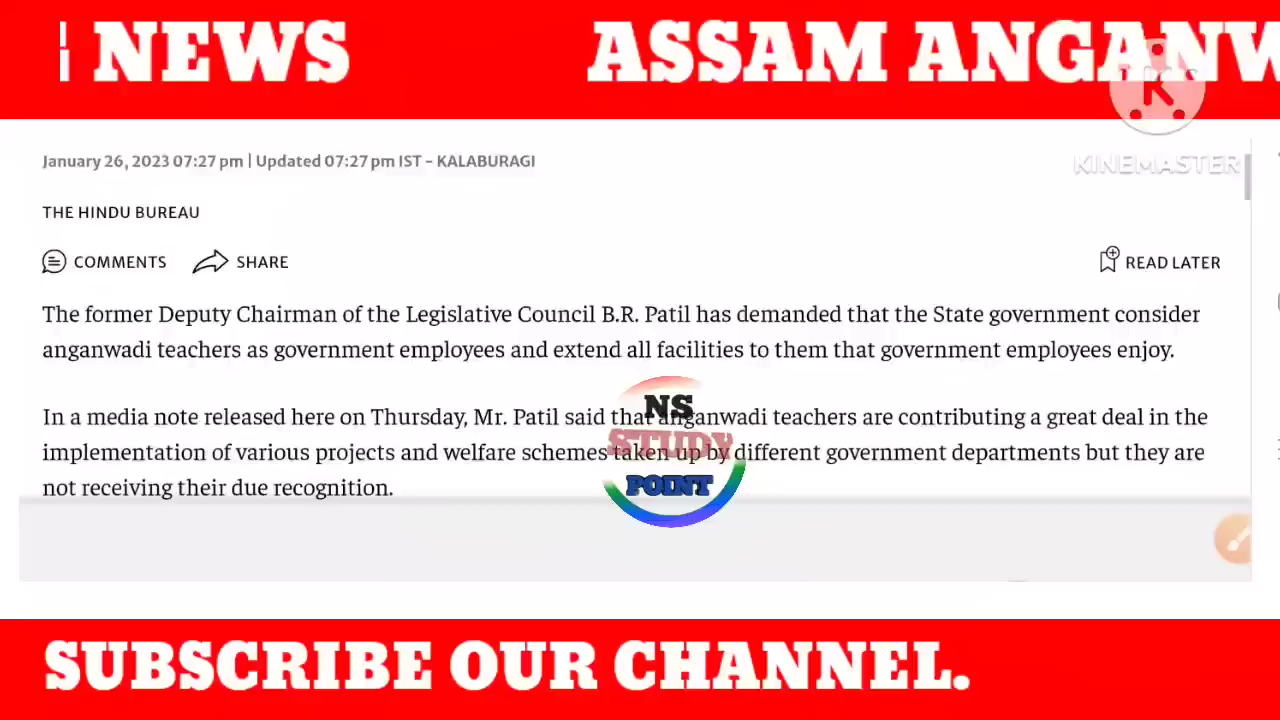 NEWS ASSAM
KINEMASTER
January 26, 2023 07:27 pm | Updated 07:27 pm IST - KALABURAGI
THE HINDU BUREAU
COMMENTS SHARE READ LATER
The former Deputy Chairman of the Legislative Council B.R. Patil has demanded that the State government consider
anganwadi teachers as government employees and extend all facilities to them that government employees enjoy.
In a media note released here on Thursday, Mr. Patil said that anganwadi teachers are contributing a great deal in the
implementation of various projects and welfare schemes taken up by different government departments but they are
not receiving their due recognition.
NS
STUDY
POINT
SUBSCRIBE OUR CHANNEL.